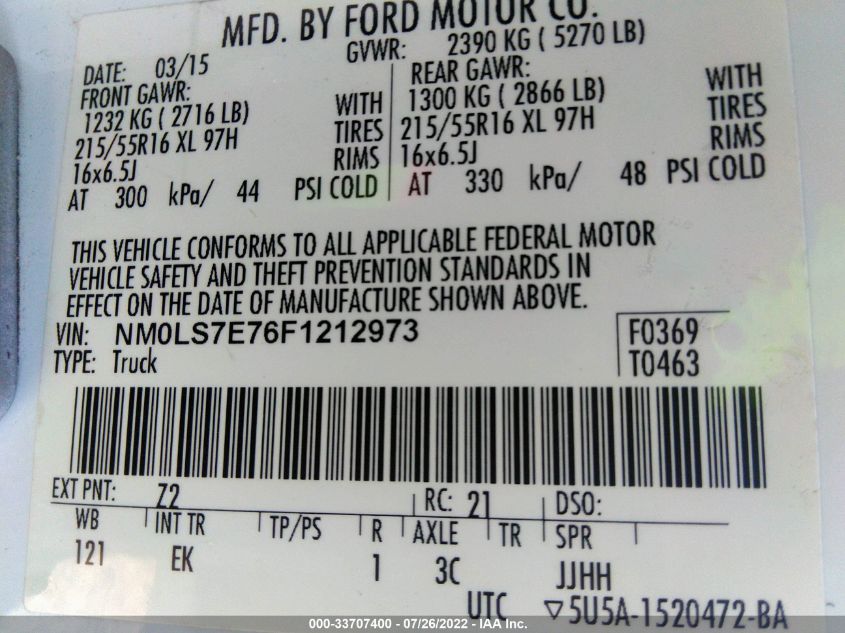 MFD. BY FORD MOTOR CO.
DATE: 03/15 GVWR: 2390 KG ( 5270 LB)
FRONT GAWR: REAR GAWR:
1232 KG ( 2716 LB) WITH 1300 KG ( 2866 LB) WITH
215/55R16 XL 97H TIRES 215/55R16 XL 97H TIRES
16x6.5J RIMS 16x6.5J RIMS
AT 300 kPa/ 44 PSI COLD AT 330 kPa/ 48 PSI COLD
THIS VEHICLE CONFORMS TO ALL APPLICABLE FEDERAL MOTOR
VEHICLE SAFETY AND THEFT PREVENTION STANDARDS IN
EFFECT ON THE DATE OF MANUFACTURE SHOWN ABOVE.
VIN: NM0LS7E76F1212973 F0369
TYPE: Truck T0463
EXT PNT: Z2 RC: 21 DSO:
WB INT TR TP/PS R AXLE TR SPR
121 EK 1 3C JJHH
UTC ▽5U5A-1520472-BA
000-33707400 - 07/26/2022 - IAA Inc.